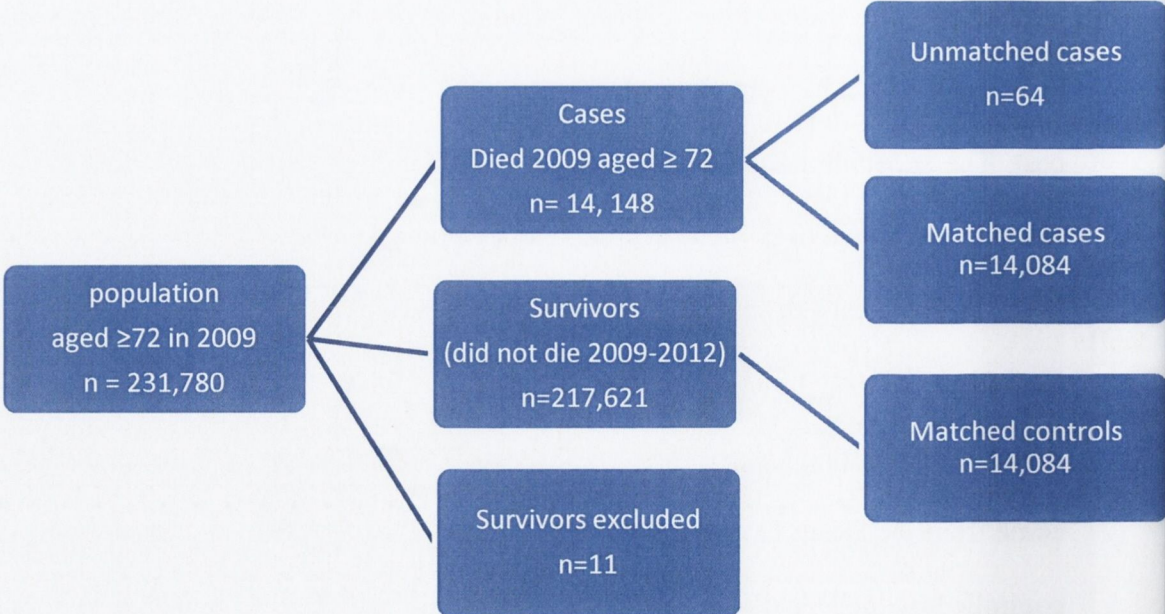 population
aged ≥72 in 2009
n = 231,780
Cases
Died 2009 aged ≥ 72
n= 14, 148
Survivors
(did not die 2009-2012)
n=217,621
Survivors excluded
n=11
Unmatched cases
n=64
Matched cases
n=14,084
Matched controls
n=14,084